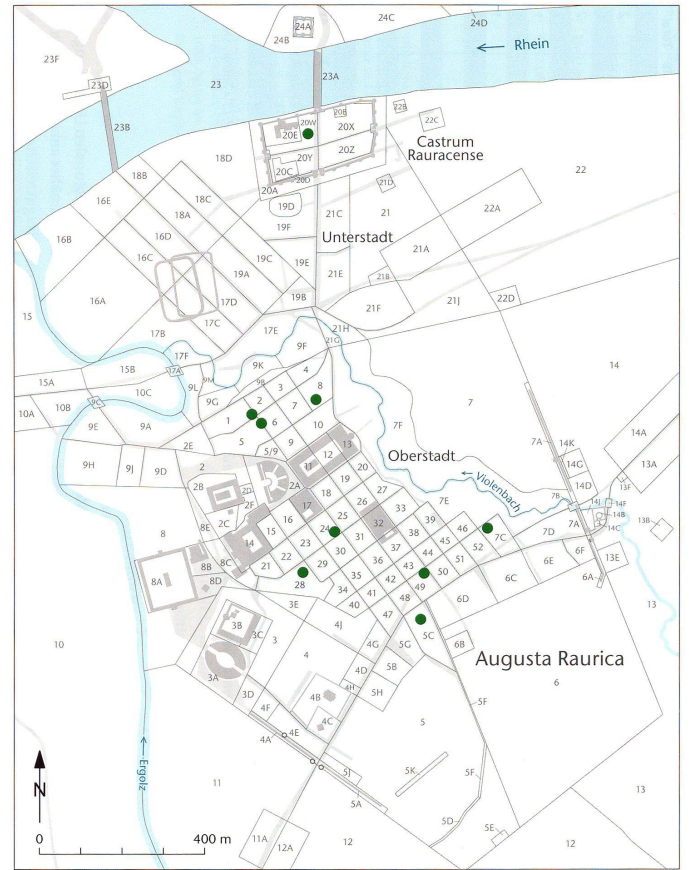 24C
24D
24A
24B
Rhein
23F
23A
23
23D
23B
20W
20B
20X
20E
22B
22C
Castrum
Rauracense
20Y
20Z
20C
20D
20A
18D
18B
18C
16E
18A
19D
21D
22
21C
21
22A
19F
16B
16D
Unterstadt
21A
16C
19C
19E
19A
21E
21B
16A
17D
19B
21F
21J
22D
15
17C
17B
17E
21H
21G
17F
9F
9K
4
14
15A
15B
17A
9M
9B
3
8
7
10C
9L
9G
2
10A
10B
9C
7
1
6
7F
14A
9E
9A
10
5
9
13
7A
14K
2E
5/9
12
Oberstadt
13A
14G
9H
9J
9D
2
11
20
Violenbach
13F
14D
2B
2D
2A
19
27
7E
7B
14J
14F
2F
18
26
17
33
14B
8E
2C
16
25
32
39
46
7A
14C
13B
8
15
24
38
7C
7D
14
31
45
52
23
37
44
51
6F
13E
8B
8C
22
30
6E
8A
8D
21
29
36
43
50
6C
6A
28
35
42
49
34
41
48
6D
13
3E
40
47
3B
3C
4J
5C
10
3
4G
5G
6B
Augusta Raurica
4
5B
3A
4D
6
4H
5H
3D
4B
5F
4F
4C
5
4E
4A
5J
5K
5F
Ergolz
11
5A
13
N
5D
5E
0
400 m
11A
12A
12
12